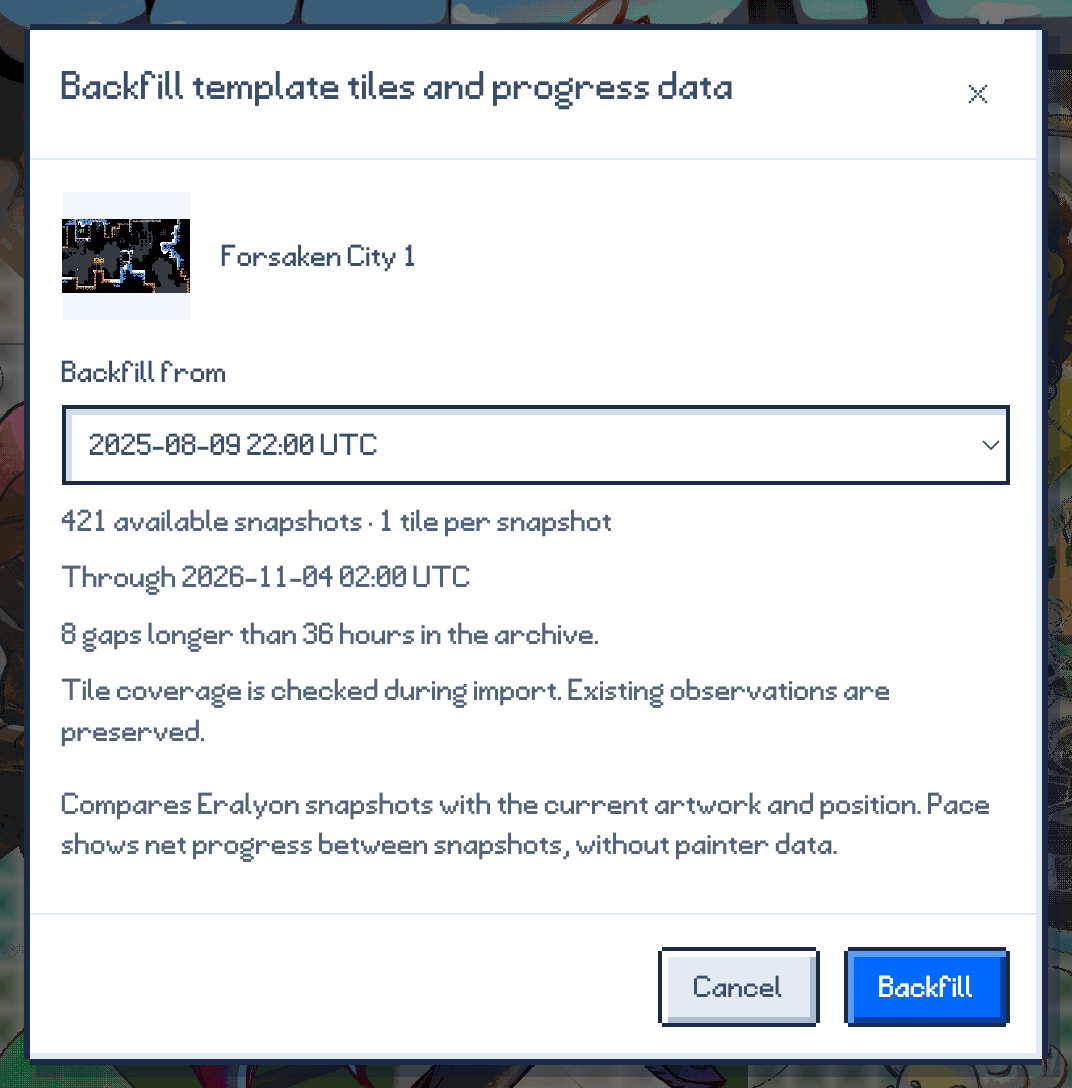 Backfill template tiles and progress data
Forsaken City 1
Backfill from
2025-08-09 22:00 UTC
421 available snapshots · 1 tile per snapshot
Through 2026-11-04 02:00 UTC
8 gaps longer than 36 hours in the archive.
Tile coverage is checked during import. Existing observations are
preserved.
Compares Eralyon snapshots with the current artwork and position. Pace
shows net progress between snapshots, without painter data.
Cancel
Backfill